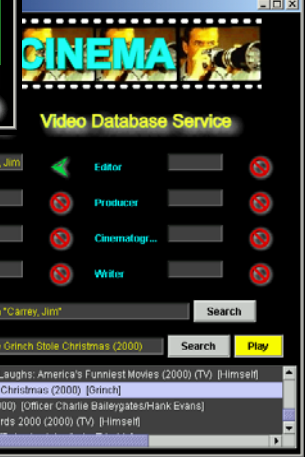 CINEMA
Video Database Service
, Jim
Editor
Producer
Cinematogr...
Writer
"Carrey, Jim"
Search
Grinch Stole Christmas (2000)
Search
Play
Laughs: America's Funniest Movies (2000) (TV) [Himself]
Christmas (2000) [Grinch]
[Officer Charlie Baileygates/Hank Evans]
rds 2000 (2000) (TV) [Himself]